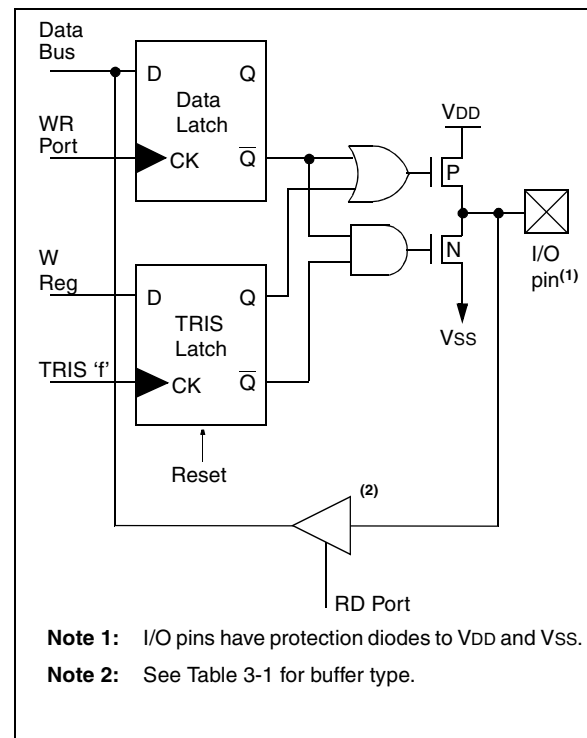 Data
Bus
D
Q
Data
Latch
WR
Port
CK
Q
VDD
P
N
I/O
pin(1)
VSS
W
Reg
D
Q
TRIS
Latch
TRIS ‘f’
CK
Q
Reset
(2)
RD Port
Note 1: I/O pins have protection diodes to VDD and VSS.
Note 2: See Table 3-1 for buffer type.